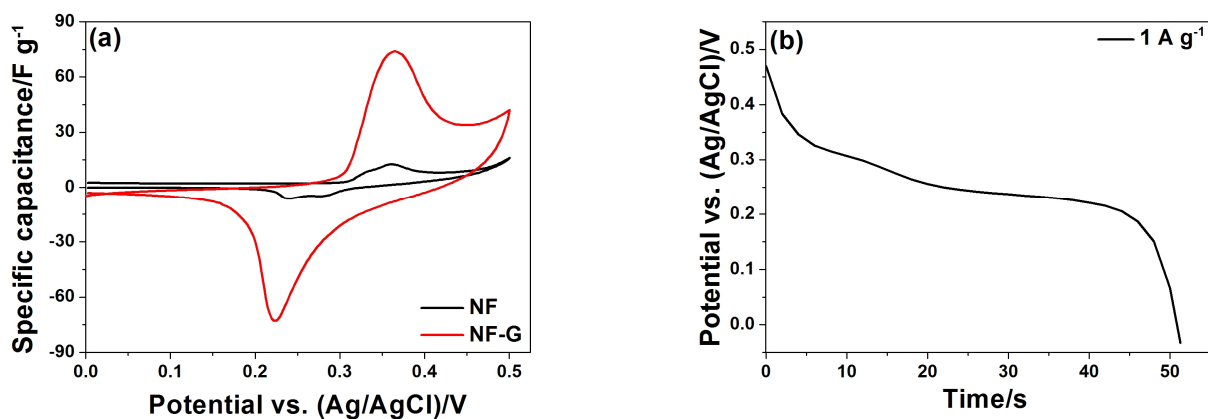 (a)
Specific capacitance/F g⁻¹
90
60
30
0
-30
-60
-90
0.0 0.1 0.2 0.3 0.4 0.5
Potential vs. (Ag/AgCl)/V
NF
NF-G
(b)
1 A g⁻¹
Potential vs. (Ag/AgCl)/V
0.5
0.4
0.3
0.2
0.1
0.0
0 10 20 30 40 50
Time/s